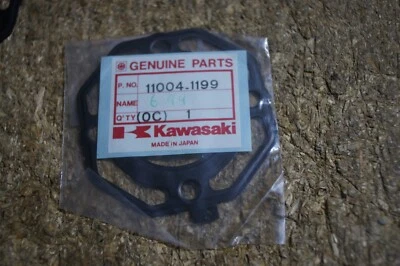 GENUINE PARTS
P. NO. 11004-1199
NAME
Q'TY (OC) 1
Kawasaki
MADE IN JAPAN